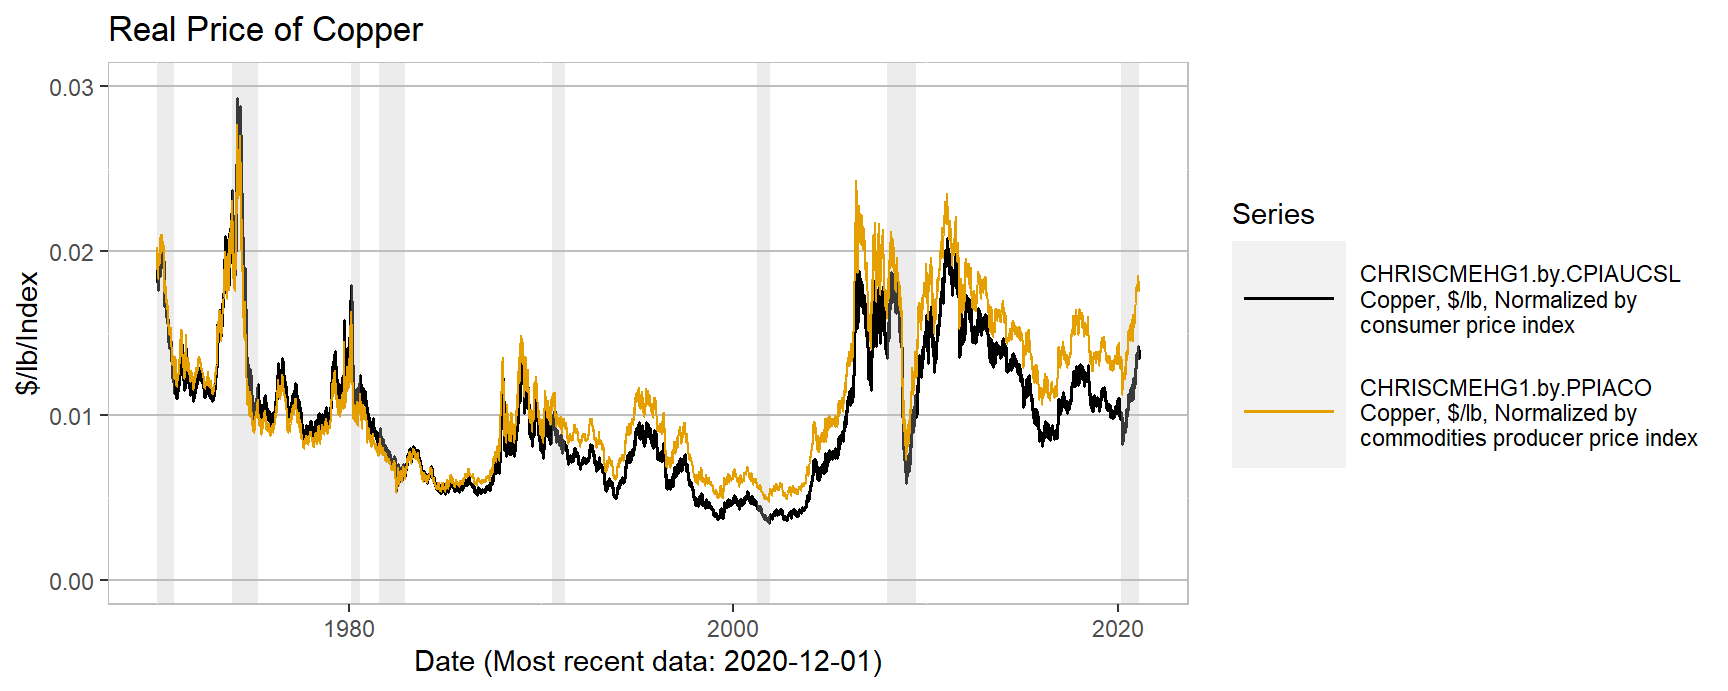 Real Price of Copper
0.03
0.02
0.01
0.00
$/lb/Index
1980
2000
2020
Date (Most recent data: 2020-12-01)
Series
CHRISCMEHG1.by.CPIAUCSL
Copper, $/lb, Normalized by
consumer price index
CHRISCMEHG1.by.PPIACO
Copper, $/lb, Normalized by
commodities producer price index